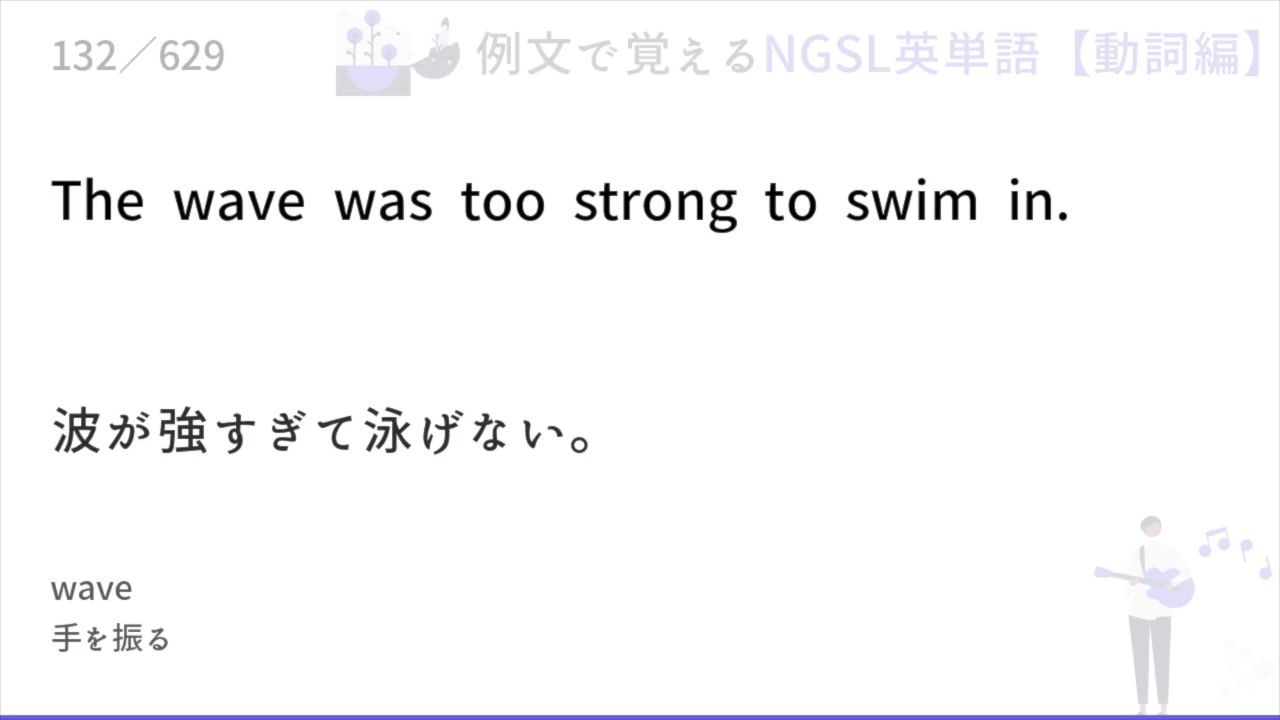 132／629
例文で覚えるNGSL英単語【動詞編】
The wave was too strong to swim in.
波が強すぎて泳げない。
wave
手を振る